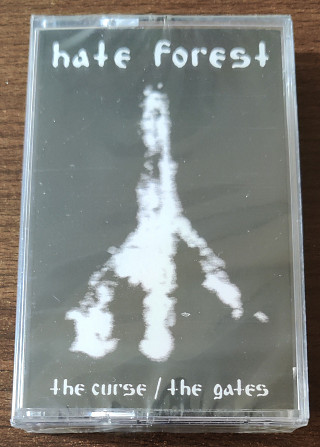 hate forest
the curse / the gates